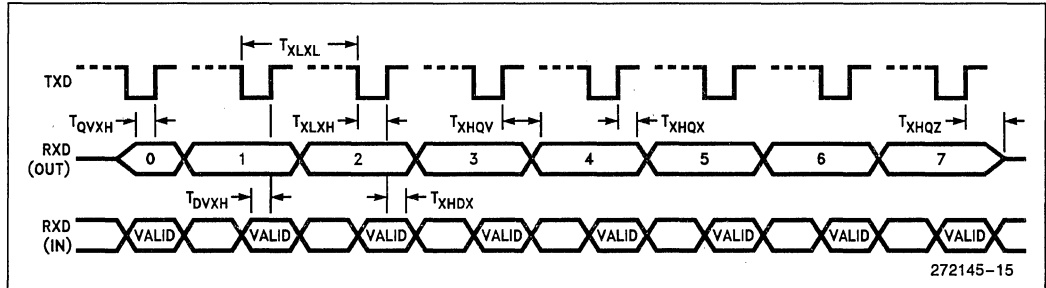 T_XLXL
TXD
T_QVXH T_XLXH T_XHQV T_XHQX T_XHQZ
RXD (OUT) 0 1 2 3 4 5 6 7
T_DVXH T_XHDX
RXD (IN) VALID VALID VALID VALID VALID VALID VALID VALID
272145-15